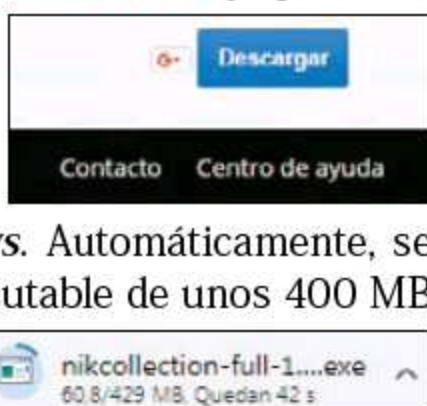 G+ Descargar
Contacto Centro de ayuda
s. Automáticamente, se
utable de unos 400 MB
nikcollection-full-1....exe
60.8/429 MB, Quedan 42 s